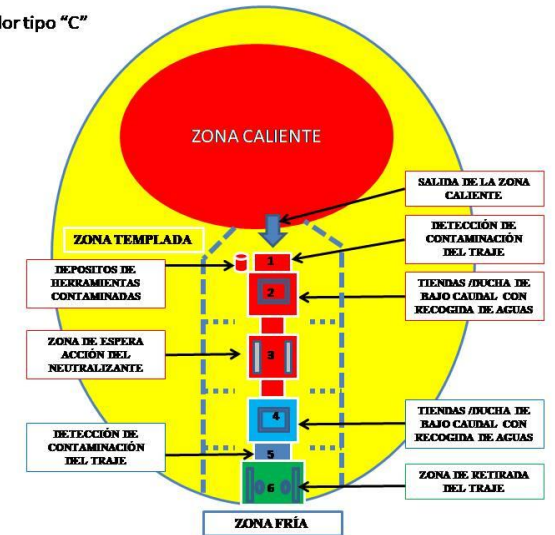 lor tipo “C”
ZONA CALIENTE
SALIDA DE LA ZONA
CALIENTE
ZONA TEMPLADA
DETECCIÓN DE
CONTAMINACIÓN
DEL TRAJE
DEPOSITOS DE
HERRAMIENTAS
CONTAMINADAS
1
2
TIENDAS /DUCHA DE
BAJO CAUDAL CON
RECOGIDA DE AGUAS
ZONA DE ESPERA
ACCIÓN DEL
NEUTRALIZANTE
3
4
TIENDAS /DUCHA DE
BAJO CAUDAL CON
RECOGIDA DE AGUAS
DETECCIÓN DE
CONTAMINACIÓN
DEL TRAJE
5
6
ZONA DE RETIRADA
DEL TRAJE
ZONA FRÍA